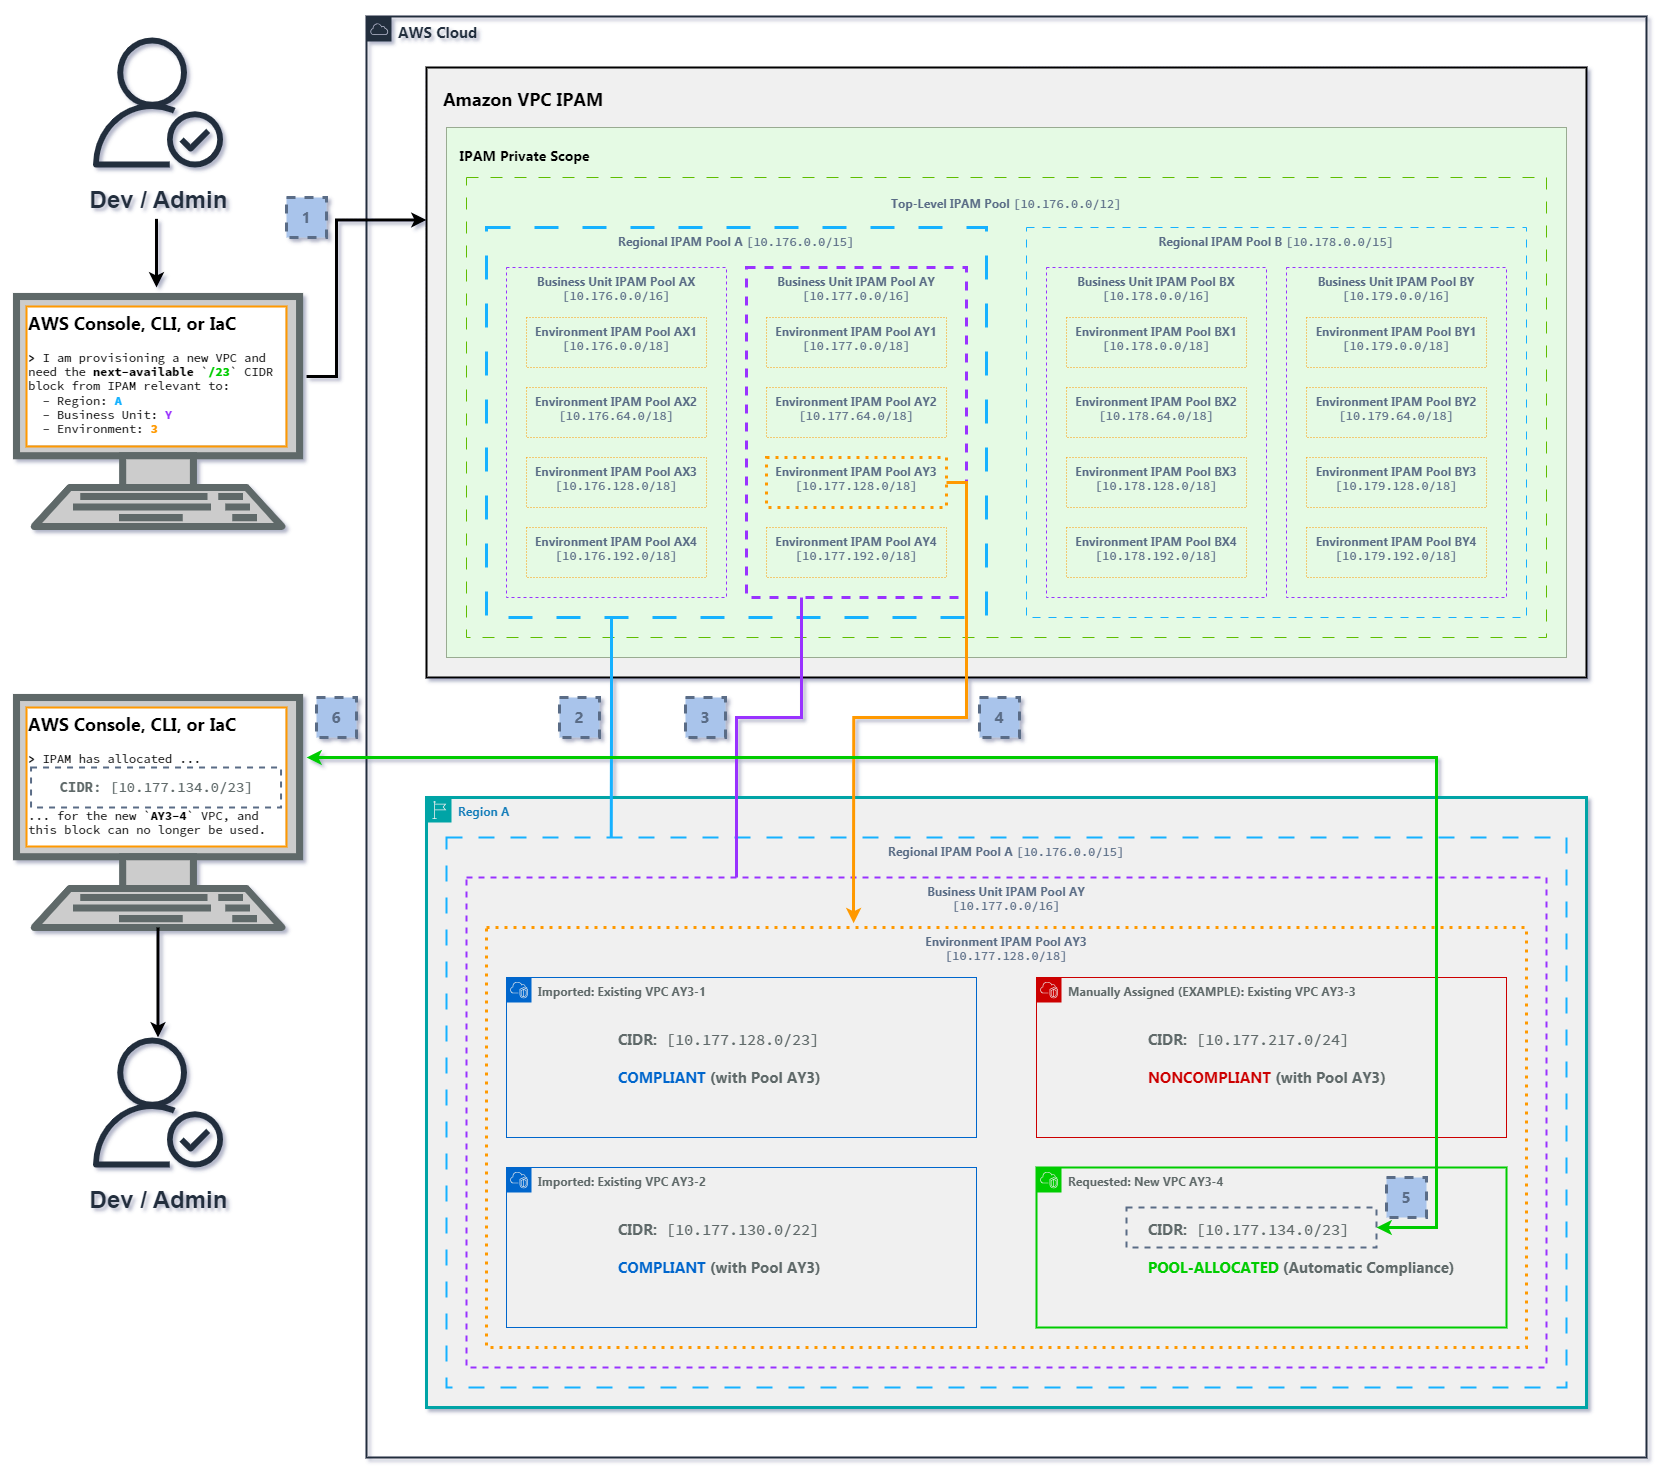 AWS Cloud
Amazon VPC IPAM
IPAM Private Scope
Dev / Admin
1
Top-Level IPAM Pool [10.176.0.0/12]
Regional IPAM Pool A [10.176.0.0/15]
Business Unit IPAM Pool AX
[10.176.0.0/16]
Environment IPAM Pool AX1
[10.176.0.0/18]
Environment IPAM Pool AX2
[10.176.64.0/18]
Environment IPAM Pool AX3
[10.176.128.0/18]
Environment IPAM Pool AX4
[10.176.192.0/18]
Business Unit IPAM Pool AY
[10.177.0.0/16]
Environment IPAM Pool AY1
[10.177.0.0/18]
Environment IPAM Pool AY2
[10.177.64.0/18]
Environment IPAM Pool AY3
[10.177.128.0/18]
Environment IPAM Pool AY4
[10.177.192.0/18]
Regional IPAM Pool B [10.178.0.0/15]
Business Unit IPAM Pool BX
[10.178.0.0/16]
Environment IPAM Pool BX1
[10.178.0.0/18]
Environment IPAM Pool BX2
[10.178.64.0/18]
Environment IPAM Pool BX3
[10.178.128.0/18]
Environment IPAM Pool BX4
[10.178.192.0/18]
Business Unit IPAM Pool BY
[10.179.0.0/16]
Environment IPAM Pool BY1
[10.179.0.0/18]
Environment IPAM Pool BY2
[10.179.64.0/18]
Environment IPAM Pool BY3
[10.179.128.0/18]
Environment IPAM Pool BY4
[10.179.192.0/18]
AWS Console, CLI, or IaC
> I am provisioning a new VPC and
need the next-available `/23` CIDR
block from IPAM relevant to:
- Region: A
- Business Unit: Y
- Environment: 3
6
2
3
4
AWS Console, CLI, or IaC
> IPAM has allocated ...
CIDR: [10.177.134.0/23]
... for the new `AY3-4` VPC, and
this block can no longer be used.
Dev / Admin
Region A
Regional IPAM Pool A [10.176.0.0/15]
Business Unit IPAM Pool AY
[10.177.0.0/16]
Environment IPAM Pool AY3
[10.177.128.0/18]
Imported: Existing VPC AY3-1
CIDR: [10.177.128.0/23]
COMPLIANT (with Pool AY3)
Manually Assigned (EXAMPLE): Existing VPC AY3-3
CIDR: [10.177.217.0/24]
NONCOMPLIANT (with Pool AY3)
Imported: Existing VPC AY3-2
CIDR: [10.177.130.0/22]
COMPLIANT (with Pool AY3)
Requested: New VPC AY3-4
5
CIDR: [10.177.134.0/23]
POOL-ALLOCATED (Automatic Compliance)